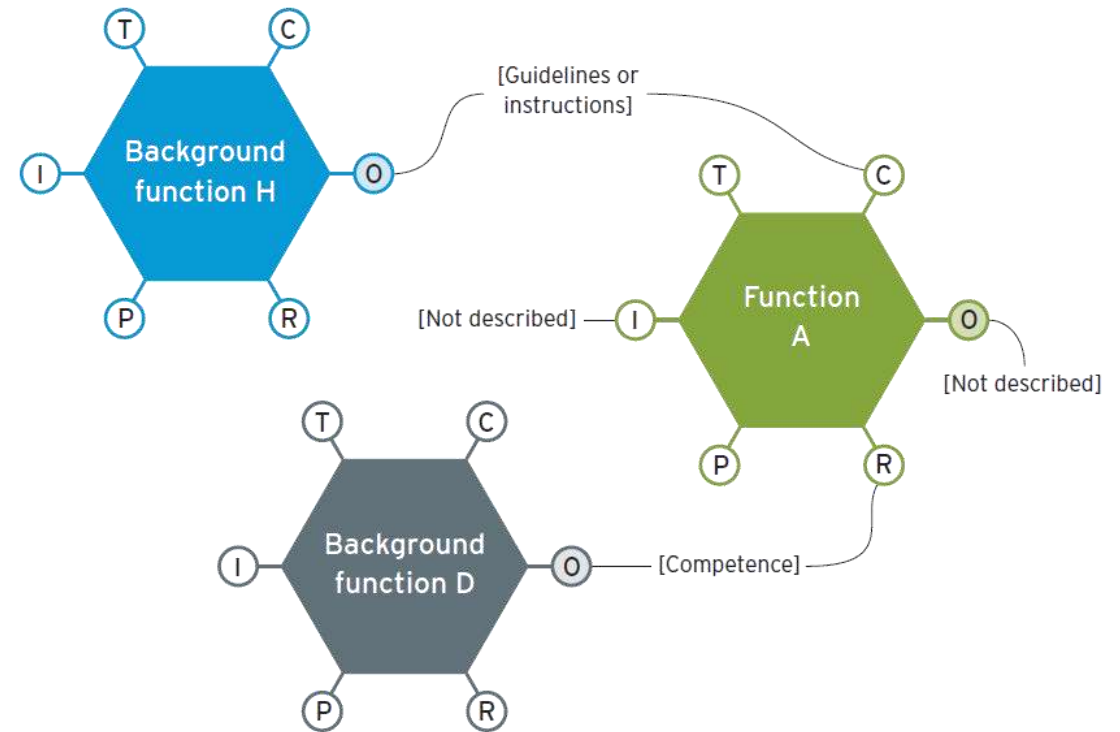 T
C
[Guidelines or
instructions]
Background
function H
I
O
P
R
T
C
Function
A
[Not described]
I
O
[Not described]
P
R
T
C
Background
function D
I
O
[Competence]
P
R